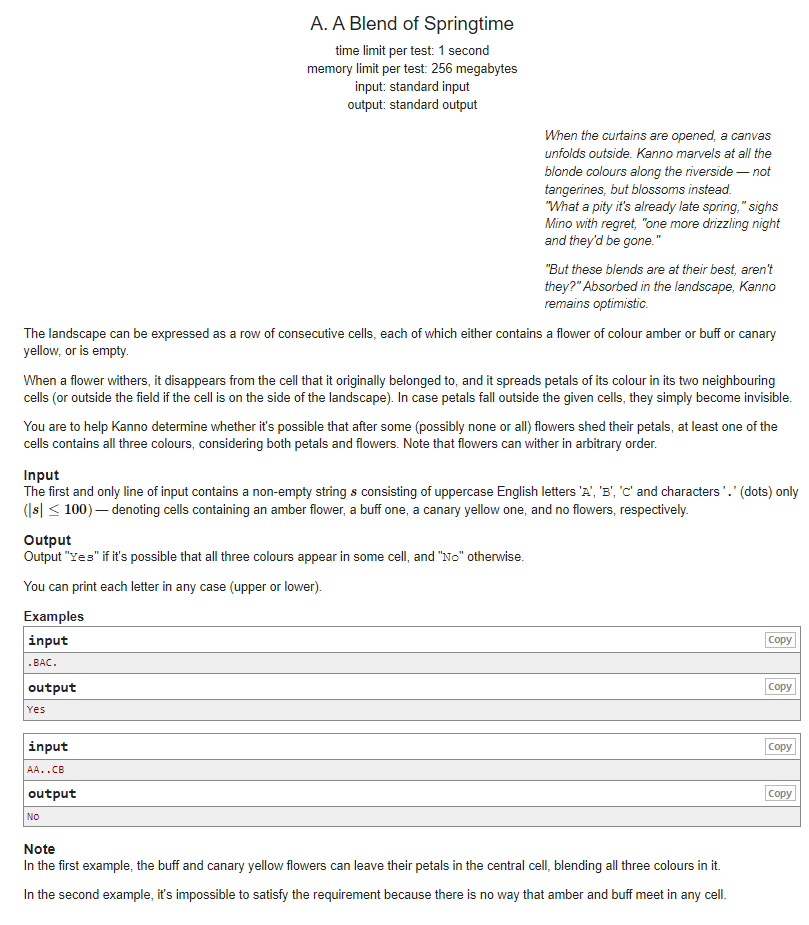 A. A Blend of Springtime
time limit per test: 1 second
memory limit per test: 256 megabytes
input: standard input
output: standard output
When the curtains are opened, a canvas
unfolds outside. Kanno marvels at all the
blonde colours along the riverside — not
tangerines, but blossoms instead.
"What a pity it's already late spring," sighs
Mino with regret, "one more drizzling night
and they'd be gone."
"But these blends are at their best, aren't
they?" Absorbed in the landscape, Kanno
remains optimistic.
The landscape can be expressed as a row of consecutive cells, each of which either contains a flower of colour amber or buff or canary
yellow, or is empty.
When a flower withers, it disappears from the cell that it originally belonged to, and it spreads petals of its colour in its two neighbouring
cells (or outside the field if the cell is on the side of the landscape). In case petals fall outside the given cells, they simply become invisible.
You are to help Kanno determine whether it's possible that after some (possibly none or all) flowers shed their petals, at least one of the
cells contains all three colours, considering both petals and flowers. Note that flowers can wither in arbitrary order.
Input
The first and only line of input contains a non-empty string s consisting of uppercase English letters 'A', 'B', 'C' and characters '.' (dots) only
(|s| ≤ 100) — denoting cells containing an amber flower, a buff one, a canary yellow one, and no flowers, respectively.
Output
Output "Yes" if it's possible that all three colours appear in some cell, and "No" otherwise.
You can print each letter in any case (upper or lower).
Examples
input Copy
.BAC.
output Copy
Yes
input Copy
AA..CB
output Copy
No
Note
In the first example, the buff and canary yellow flowers can leave their petals in the central cell, blending all three colours in it.
In the second example, it's impossible to satisfy the requirement because there is no way that amber and buff meet in any cell.